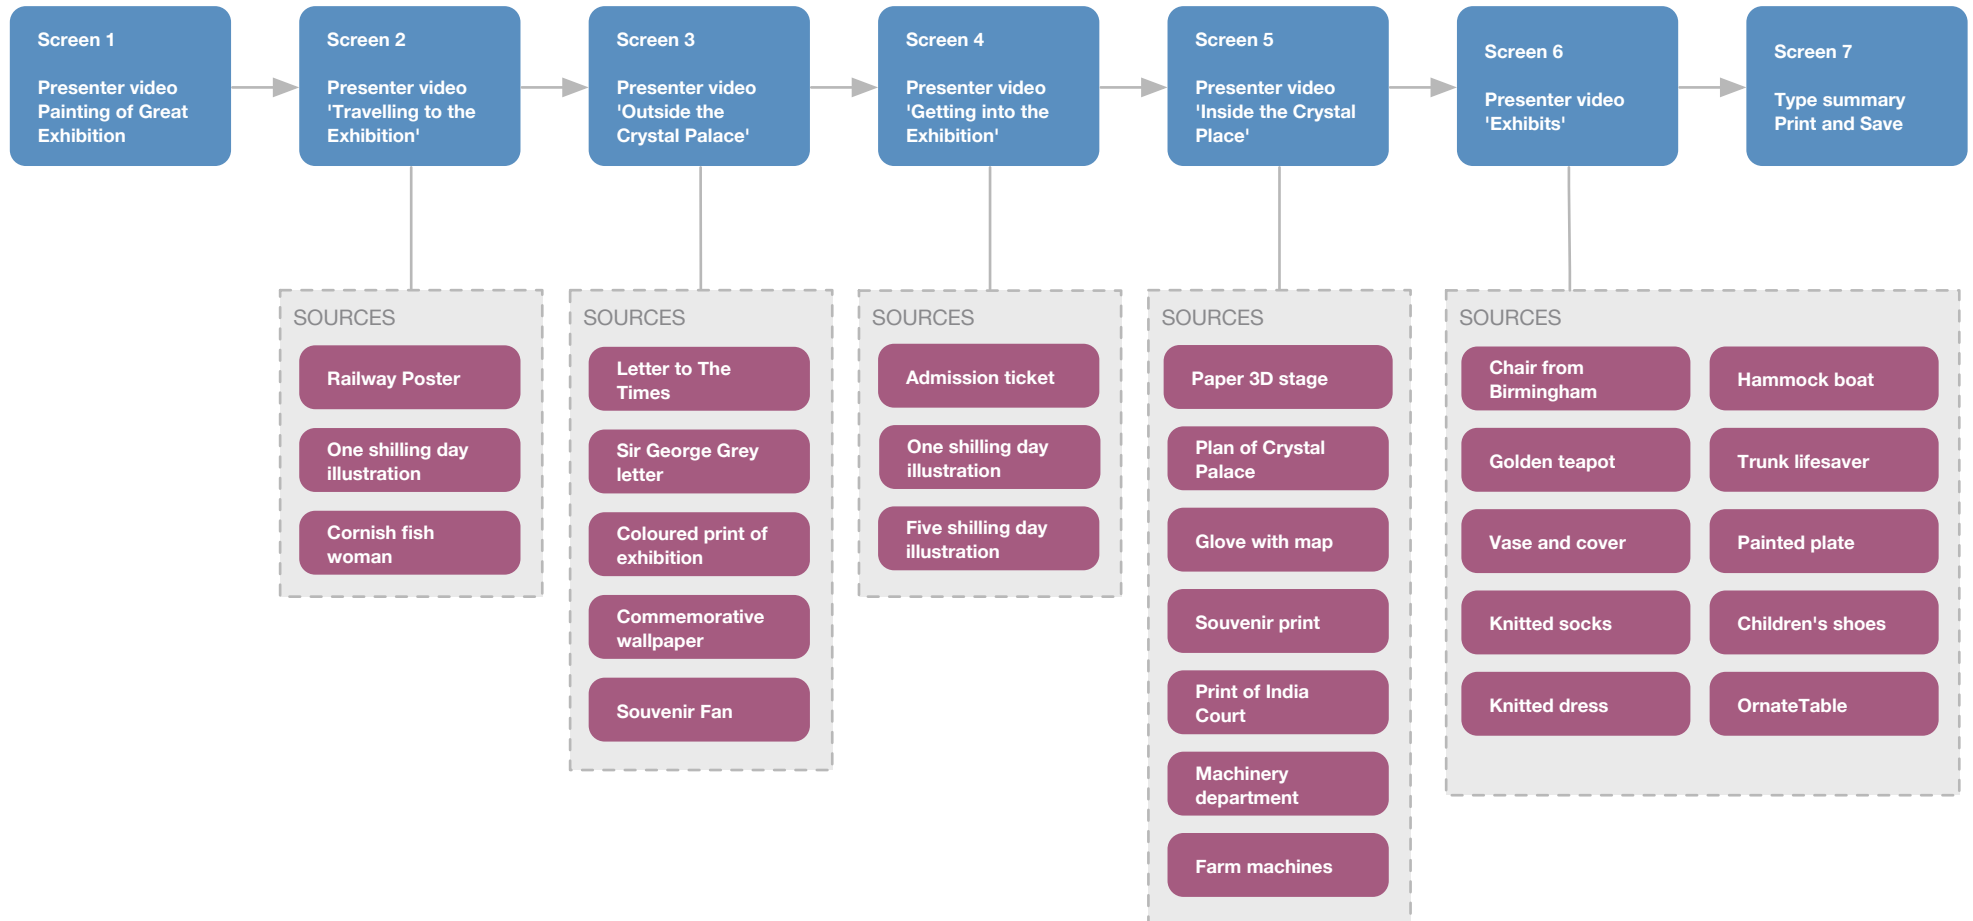 Screen 1
Presenter video
Painting of Great
Exhibition
Screen 2
Presenter video
'Travelling to the
Exhibition'
Screen 3
Presenter video
'Outside the
Crystal Palace'
Screen 4
Presenter video
'Getting into the
Exhibition'
Screen 5
Presenter video
'Inside the Crystal
Place'
Screen 6
Presenter video
'Exhibits'
Screen 7
Type summary
Print and Save
SOURCES
Railway Poster
One shilling day
illustration
Cornish fish
woman
SOURCES
Letter to The
Times
Sir George Grey
letter
Coloured print of
exhibition
Commemorative
wallpaper
Souvenir Fan
SOURCES
Admission ticket
One shilling day
illustration
Five shilling day
illustration
SOURCES
Paper 3D stage
Plan of Crystal
Palace
Glove with map
Souvenir print
Print of India
Court
Machinery
department
Farm machines
SOURCES
Chair from
Birmingham
Golden teapot
Vase and cover
Knitted socks
Knitted dress
Hammock boat
Trunk lifesaver
Painted plate
Children's shoes
OrnateTable